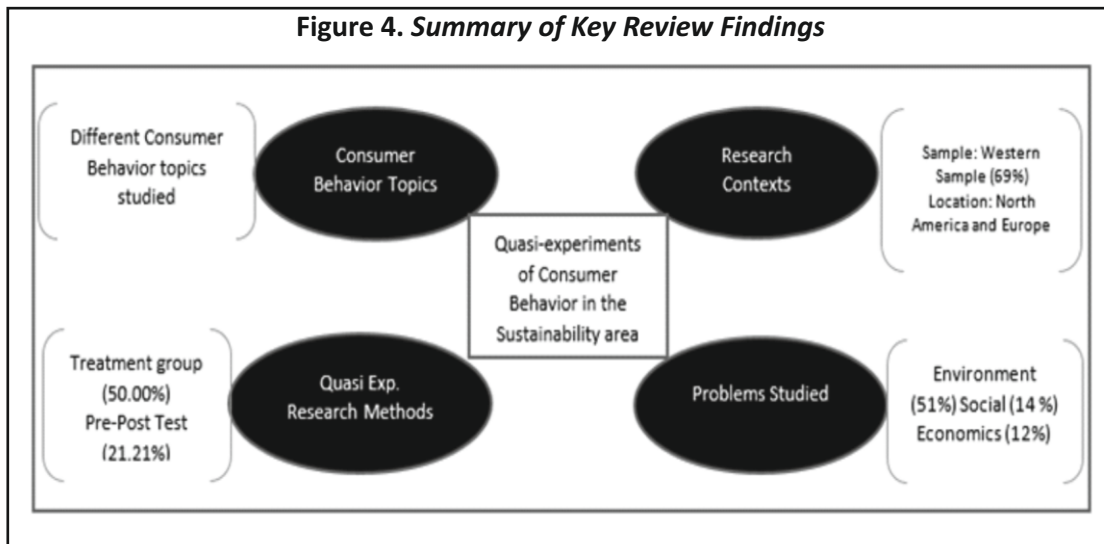 Figure 4. Summary of Key Review Findings
Different Consumer
Behavior topics
studied
Consumer
Behavior Topics
Research
Contexts
Sample: Western
Sample (69%)
Location: North
America and Europe
Quasi-experiments
of Consumer
Behavior in the
Sustainability area
Treatment group
(50.00%)
Pre-Post Test
(21.21%)
Quasi Exp.
Research Methods
Problems Studied
Environment
(51%) Social (14 %)
Economics (12%)